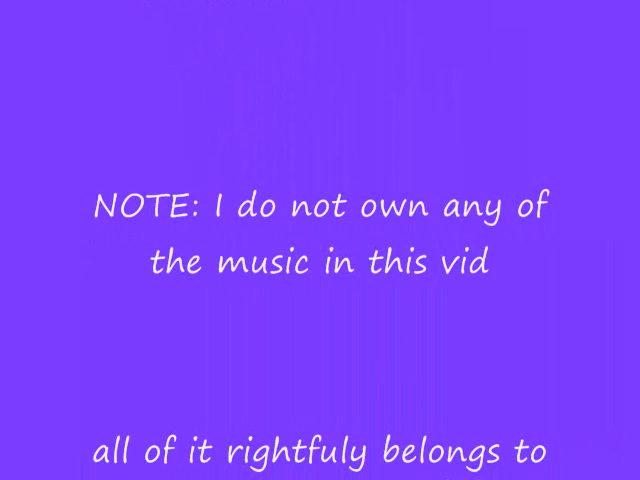 NOTE: I do not own any of
the music in this vid
all of it rightfuly belongs to